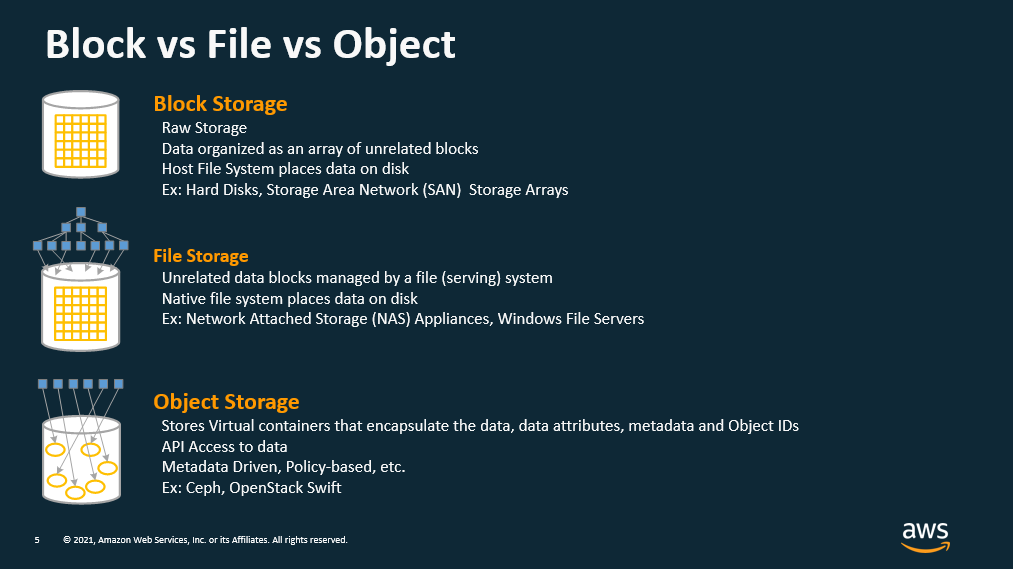 Block vs File vs Object
Block Storage
Raw Storage
Data organized as an array of unrelated blocks
Host File System places data on disk
Ex: Hard Disks, Storage Area Network (SAN)  Storage Arrays
File Storage
Unrelated data blocks managed by a file (serving) system
Native file system places data on disk
Ex: Network Attached Storage (NAS) Appliances, Windows File Servers
Object Storage
Stores Virtual containers that encapsulate the data, data attributes, metadata and Object IDs
API Access to data
Metadata Driven, Policy-based, etc.
Ex: Ceph, OpenStack Swift
5 © 2021, Amazon Web Services, Inc. or its Affiliates. All rights reserved.
aws